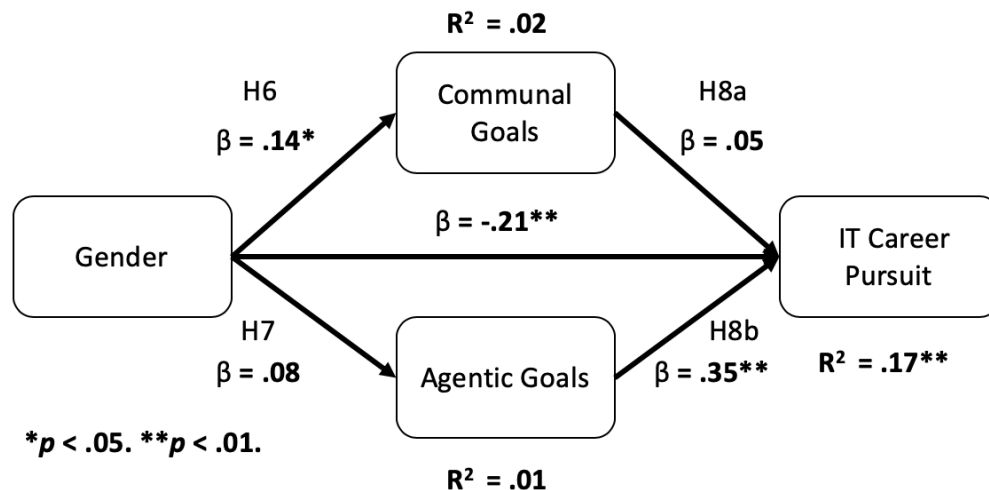 R² = .02
H6
Communal
Goals
H8a
β = .14*
β = .05
β = -.21**
Gender
IT Career
Pursuit
H7
H8b
β = .08
Agentic Goals
β = .35**
R² = .17**
*p < .05. **p < .01.
R² = .01